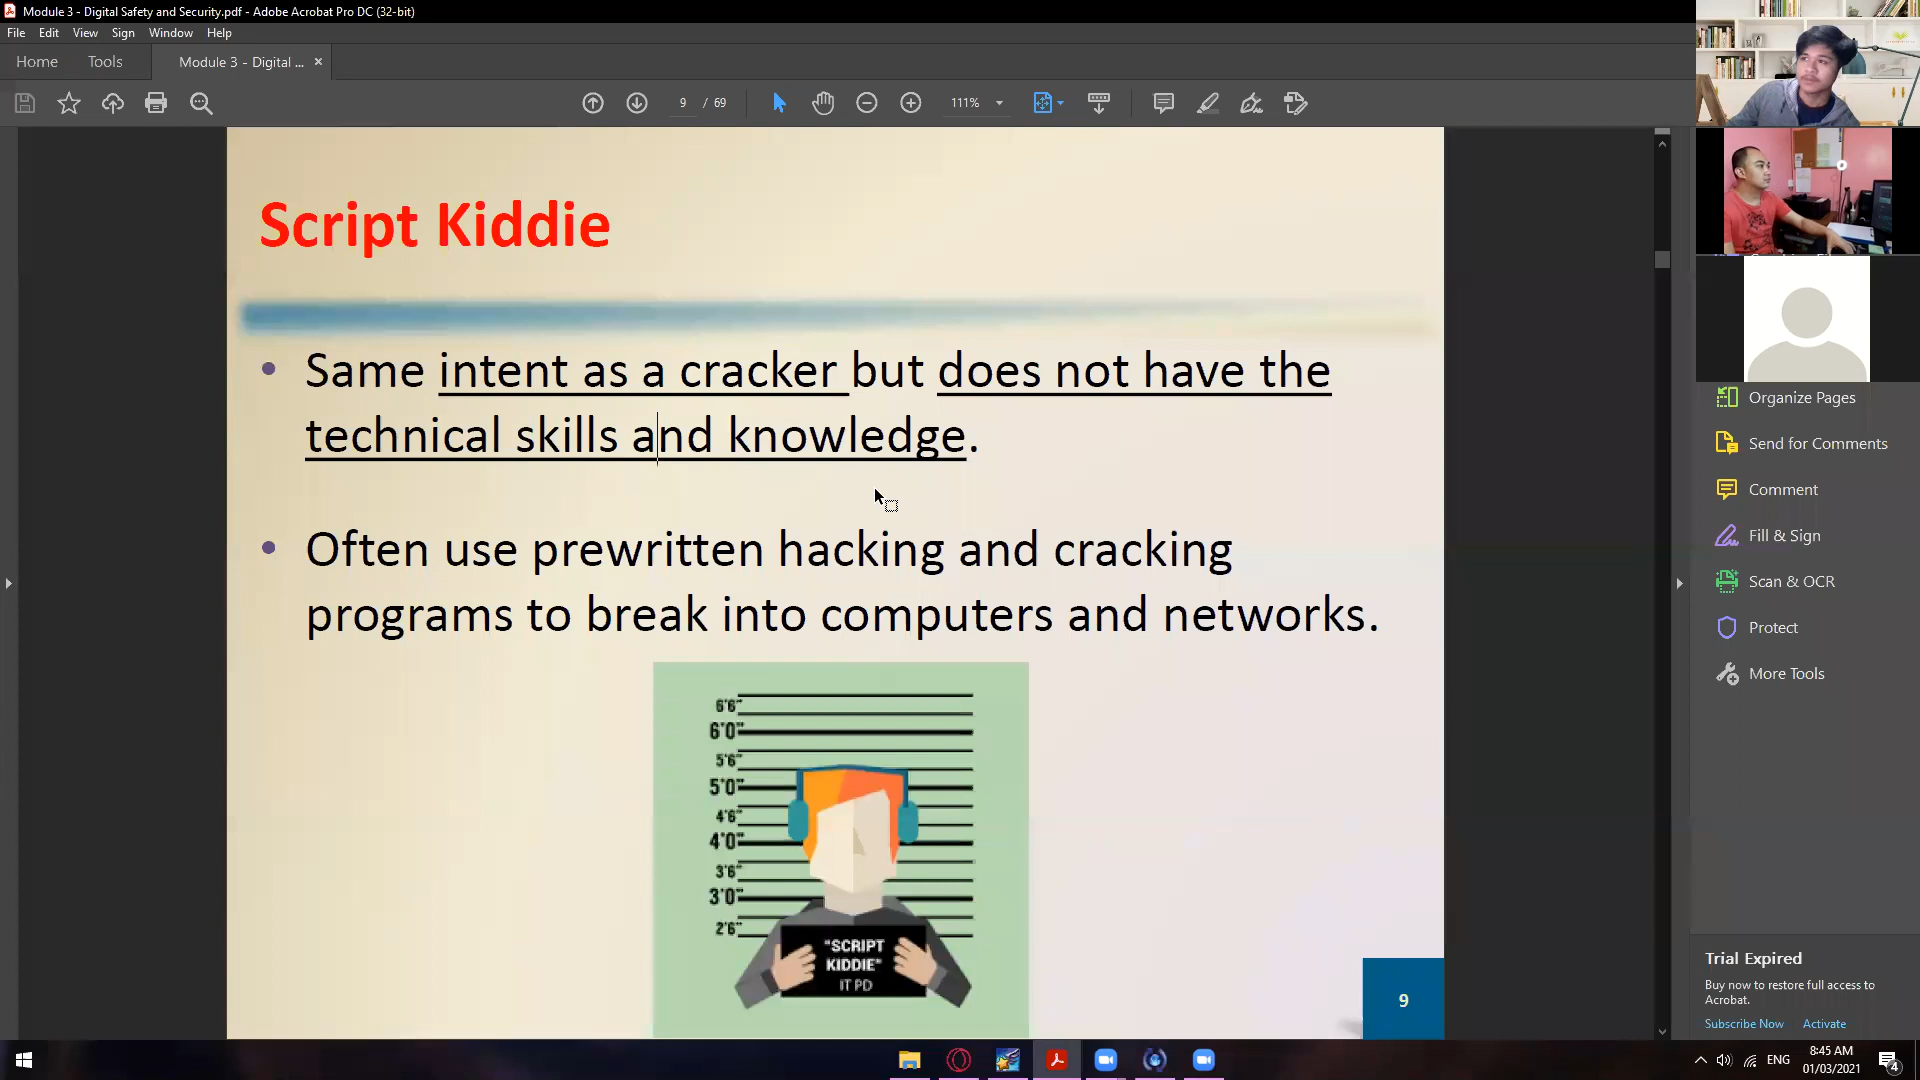 Module 3 - Digital Safety and Security.pdf - Adobe Acrobat Pro DC (32-bit)
File Edit View Sign Window Help
Home Tools Module 3 - Digital ... ×
9 / 69 111%
Script Kiddie
• Same intent as a cracker but does not have the
technical skills and knowledge.
• Often use prewritten hacking and cracking
programs to break into computers and networks.
6'6"
6'0"
5'6"
5'0"
4'6"
4'0"
3'6"
3'0"
2'6"
"SCRIPT
KIDDIE"
IT PD
9
Organize Pages
Send for Comments
Comment
Fill & Sign
Scan & OCR
Protect
More Tools
Trial Expired
Buy now to restore full access to
Acrobat.
Subscribe Now Activate
ENG
8:45 AM
01/03/2021
4